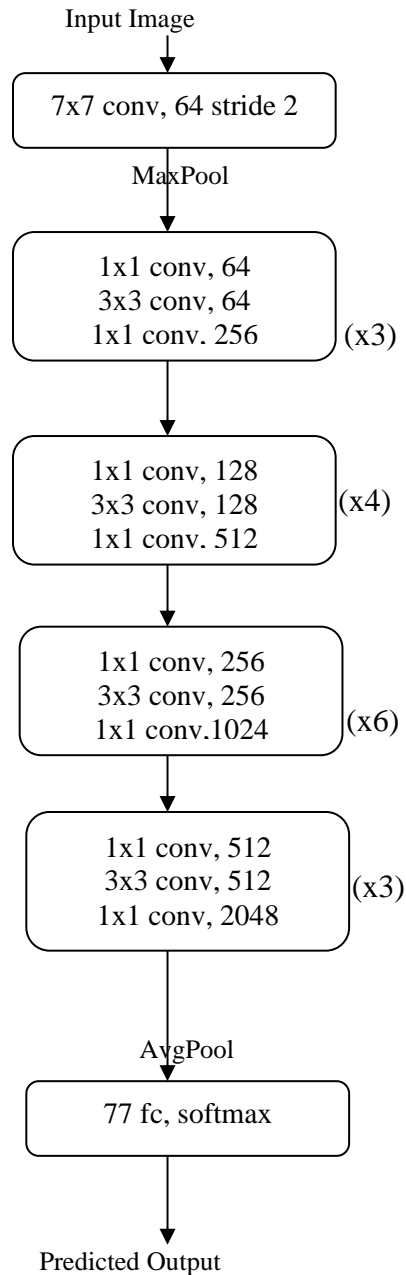 Input Image
7x7 conv, 64 stride 2
MaxPool
1x1 conv, 64
3x3 conv, 64
1x1 conv, 256
(x3)
1x1 conv, 128
3x3 conv, 128
1x1 conv, 512
(x4)
1x1 conv, 256
3x3 conv, 256
1x1 conv,1024
(x6)
1x1 conv, 512
3x3 conv, 512
1x1 conv, 2048
(x3)
AvgPool
77 fc, softmax
Predicted Output